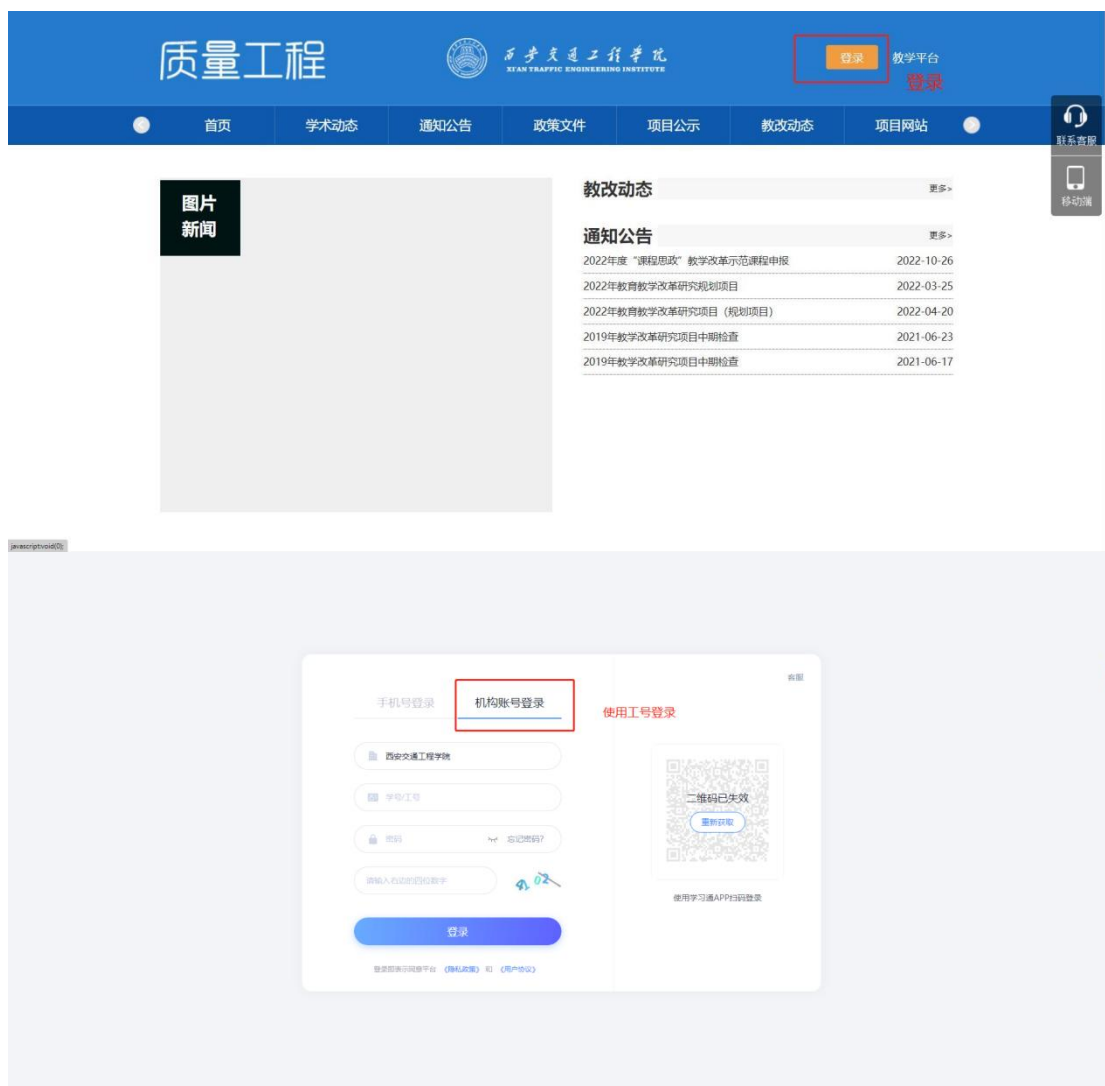 质量工程
西安交通工程学院
XI'AN TRAFFIC ENGINEERING INSTITUTE
登录 教学平台
登录
首页 学术动态 通知公告 政策文件 项目公示 教改动态 项目网站
联系客服
移动端
图片
新闻
教改动态 更多>
通知公告 更多>
2022年度“课程思政”教学改革示范课程申报 2022-10-26
2022年教育教学改革研究规划项目 2022-03-25
2022年教育教学改革研究项目（规划项目） 2022-04-20
2019年教学改革研究项目中期检查 2021-06-23
2019年教学改革研究项目中期检查 2021-06-17
javascript:void(0);
客服
手机号登录 机构账号登录
使用工号登录
西安交通工程学院
学号/工号
密码 忘记密码?
请输入右边的四位数字
登录
登录即表示同意平台 《隐私政策》 和 《用户协议》
二维码已失效
重新获取
使用学习通APP扫码登录